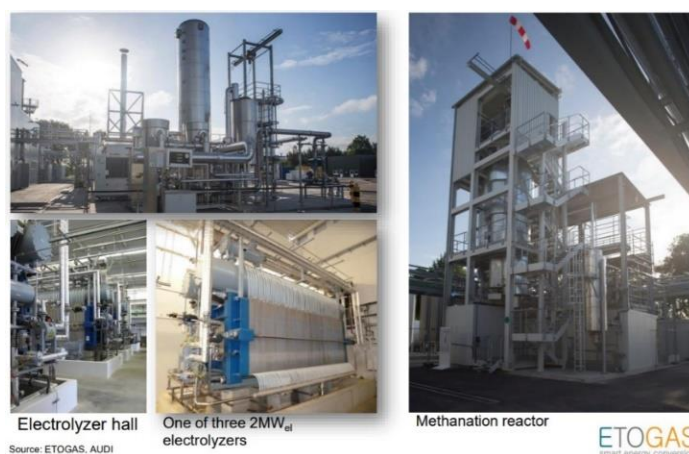 Electrolyzer hall
One of three 2MWel
electrolyzers
Methanation reactor
Source: ETOGAS, AUDI
ETOGAS